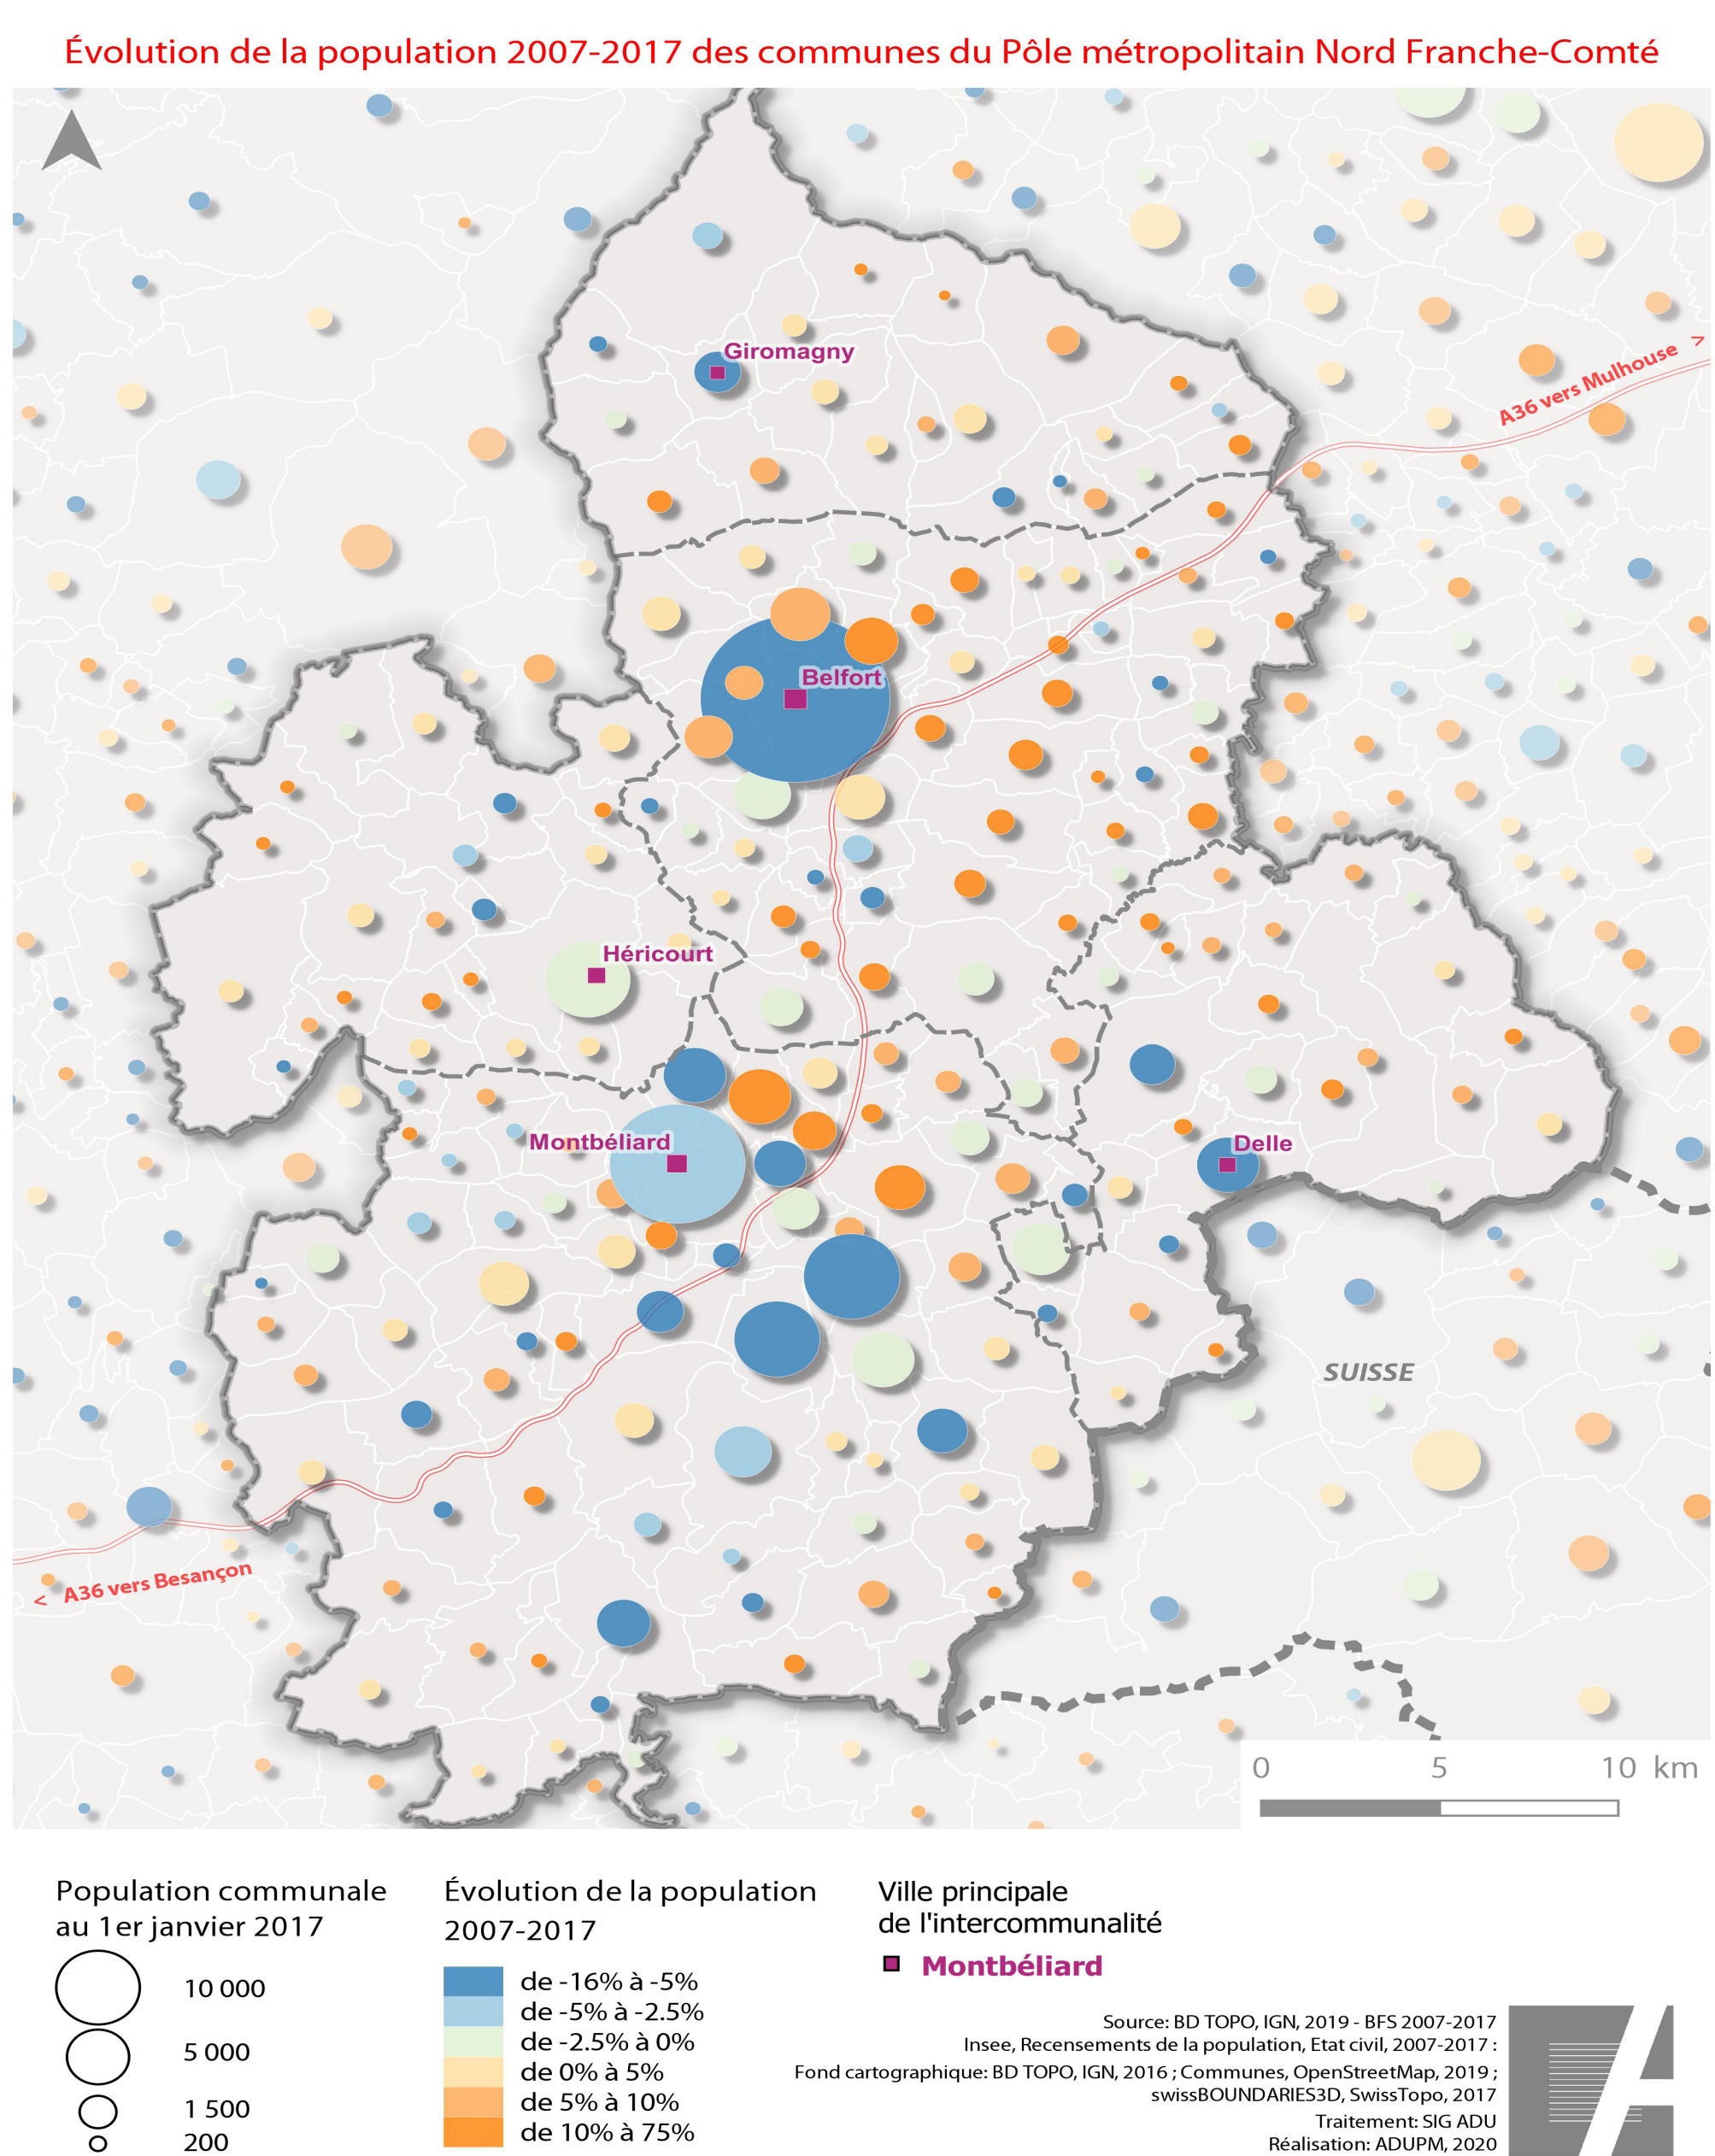 Évolution de la population 2007-2017 des communes du Pôle métropolitain Nord Franche-Comté
A36 vers Mulhouse >
Giromagny
Belfort
Héricourt
Montbéliard
Delle
SUISSE
< A36 vers Besançon
0 5 10 km
Population communale
au 1er janvier 2017
10 000
5 000
1 500
200
Évolution de la population
2007-2017
de -16% à -5%
de -5% à -2.5%
de -2.5% à 0%
de 0% à 5%
de 5% à 10%
de 10% à 75%
Ville principale
de l'intercommunalité
Montbéliard
Source: BD TOPO, IGN, 2019 - BFS 2007-2017
Insee, Recensements de la population, Etat civil, 2007-2017 :
Fond cartographique: BD TOPO, IGN, 2016 ; Communes, OpenStreetMap, 2019 ;
swissBOUNDARIES3D, SwissTopo, 2017
Traitement: SIG ADU
Réalisation: ADUPM, 2020